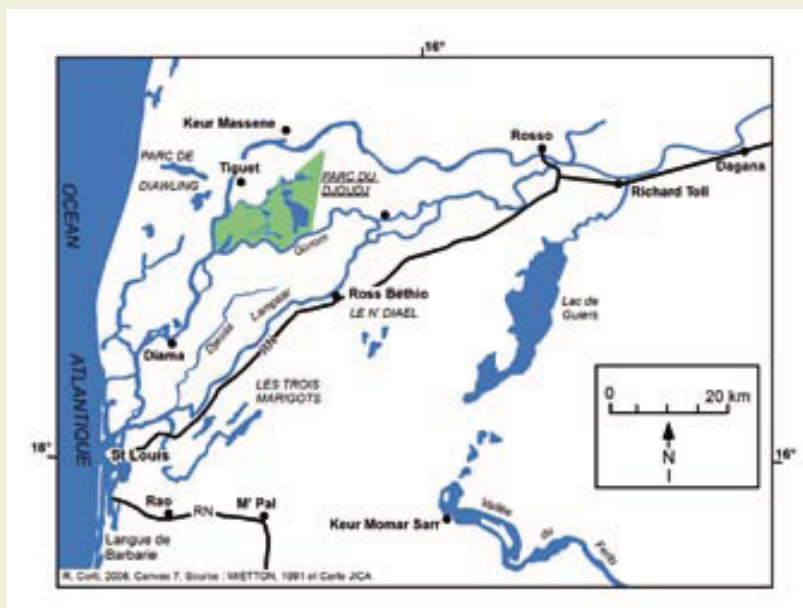 16°
Keur Massene
Rosso
PARC DE
DIAWLING
Tiguet
PARC DU
DJOUDJ
Dagana
Richard Toll
OCEAN
ATLANTIQUE
Gorom
Ross Béthio
LE N' DIAEL
Lac de
Guiers
Djeuss
Lampsar
Diama
RN
LES TROIS
MARIGOTS
0 20 km
N
16°
St Louis
16°
Rao
RN
M' Pal
Keur Momar Sarr
Vallée
du
Ferlo
Langue de
Barbarie
R. Corti, 2006, Canvas 7. Source : MIETTON, 1991 et Carte JICA